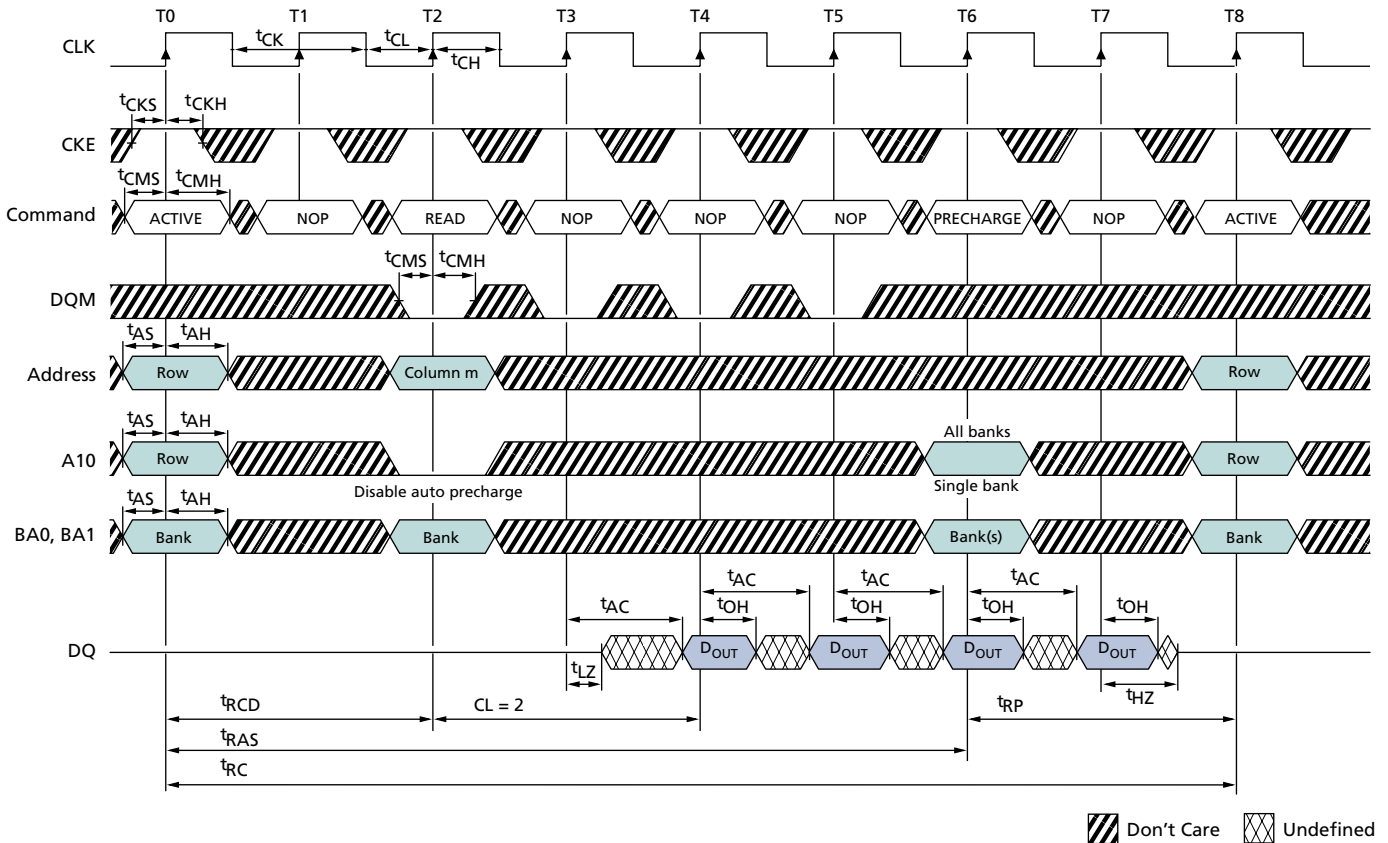 T0 T1 T2 T3 T4 T5 T6 T7 T8
CLK tCK tCL tCH
tCKS tCKH
CKE
tCMS tCMH
Command ACTIVE NOP READ NOP NOP NOP PRECHARGE NOP ACTIVE
tCMS tCMH
DQM
tAS tAH
Address Row Column m Row
tAS tAH All banks
A10 Row Row
Disable auto precharge Single bank
tAS tAH
BA0, BA1 Bank Bank Bank(s) Bank
tAC tAC tAC
tAC tOH tOH tOH tOH
DQ DOUT DOUT DOUT DOUT
tLZ tHZ
tRCD CL = 2 tRP
tRAS
tRC
Don't Care Undefined